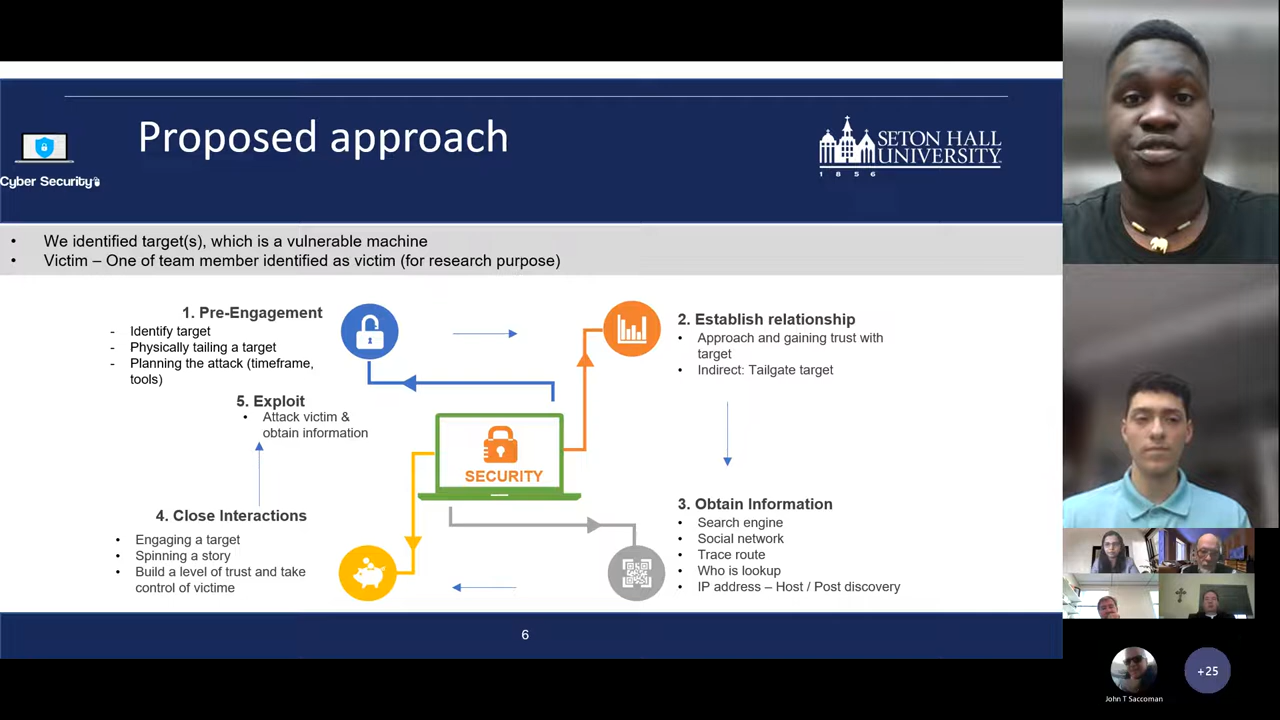 Proposed approach
SETON HALL
UNIVERSITY
1 8 5 6
Cyber Security
• We identified target(s), which is a vulnerable machine
• Victim – One of team member identified as victim (for research purpose)
1. Pre-Engagement
- Identify target
- Physically tailing a target
- Planning the attack (timeframe,
tools)
2. Establish relationship
• Approach and gaining trust with
target
• Indirect: Tailgate target
5. Exploit
• Attack victim &
obtain information
SECURITY
3. Obtain Information
• Search engine
• Social network
• Trace route
• Who is lookup
• IP address – Host / Post discovery
4. Close Interactions
• Engaging a target
• Spinning a story
• Build a level of trust and take
control of victime
6
+25
John T Saccoman